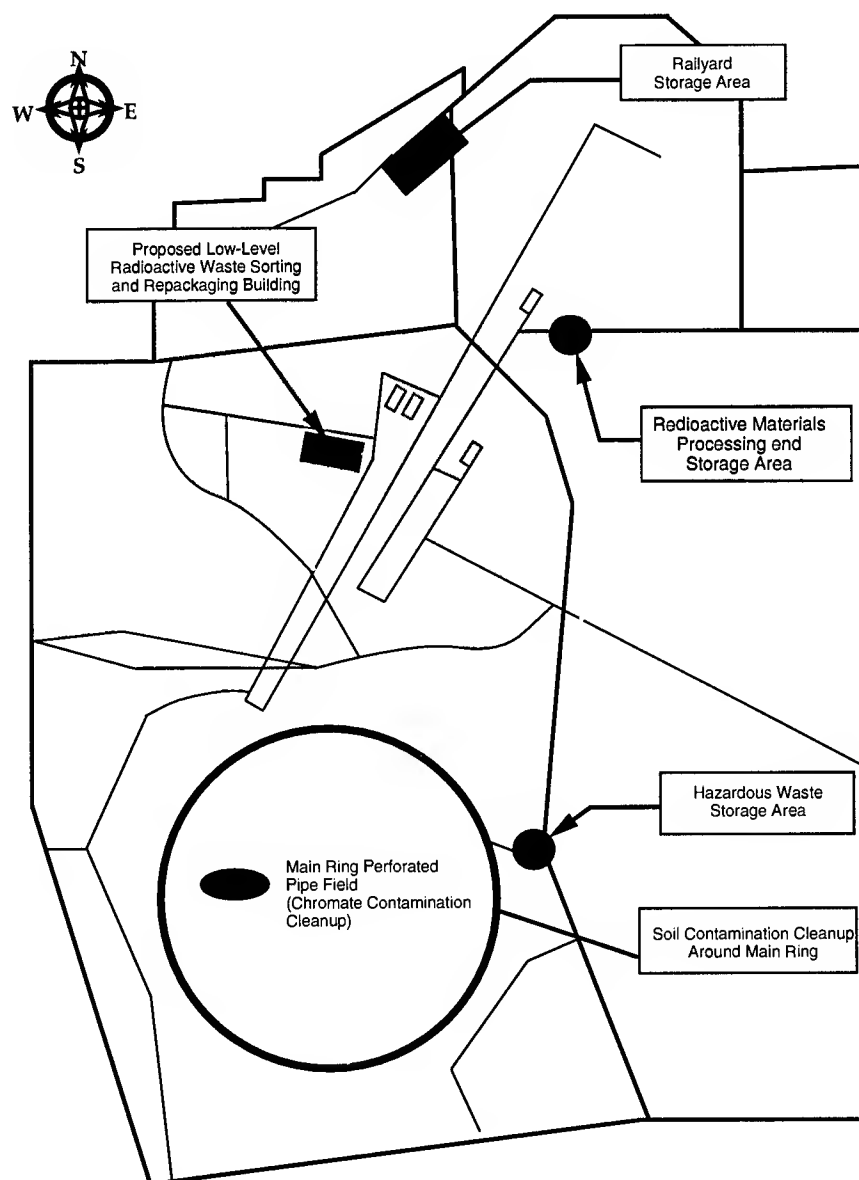 N
W E
S
Railyard
Storage Area
Proposed Low-Level
Radioactive Waste Sorting
and Repackaging Building
Redioactive Materials
Processing end
Storage Area
Hazardous Waste
Storage Area
Main Ring Perforated
Pipe Field
(Chromate Contamination
Cleanup)
Soil Contamination Cleanup
Around Main Ring